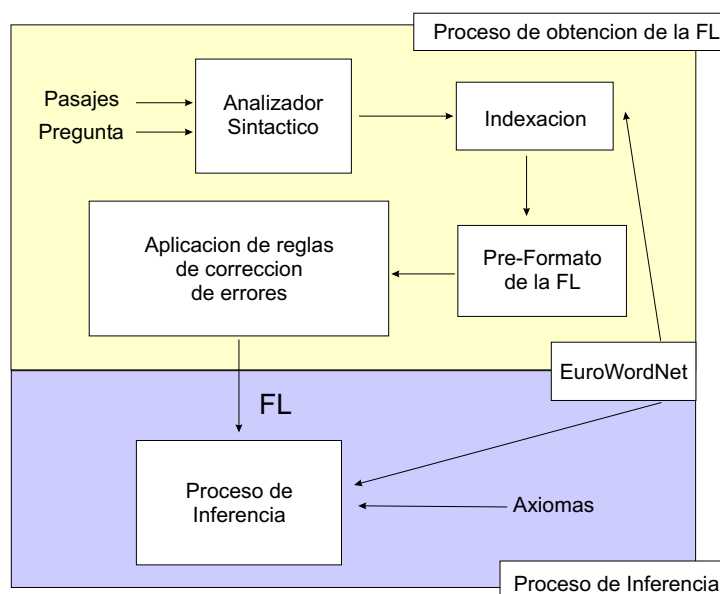 Proceso de obtencion de la FL
Pasajes
Pregunta
Analizador
Sintactico
Indexacion
Aplicacion de reglas
de correccion
de errores
Pre-Formato
de la FL
EuroWordNet
FL
Proceso de
Inferencia
Axiomas
Proceso de Inferencia